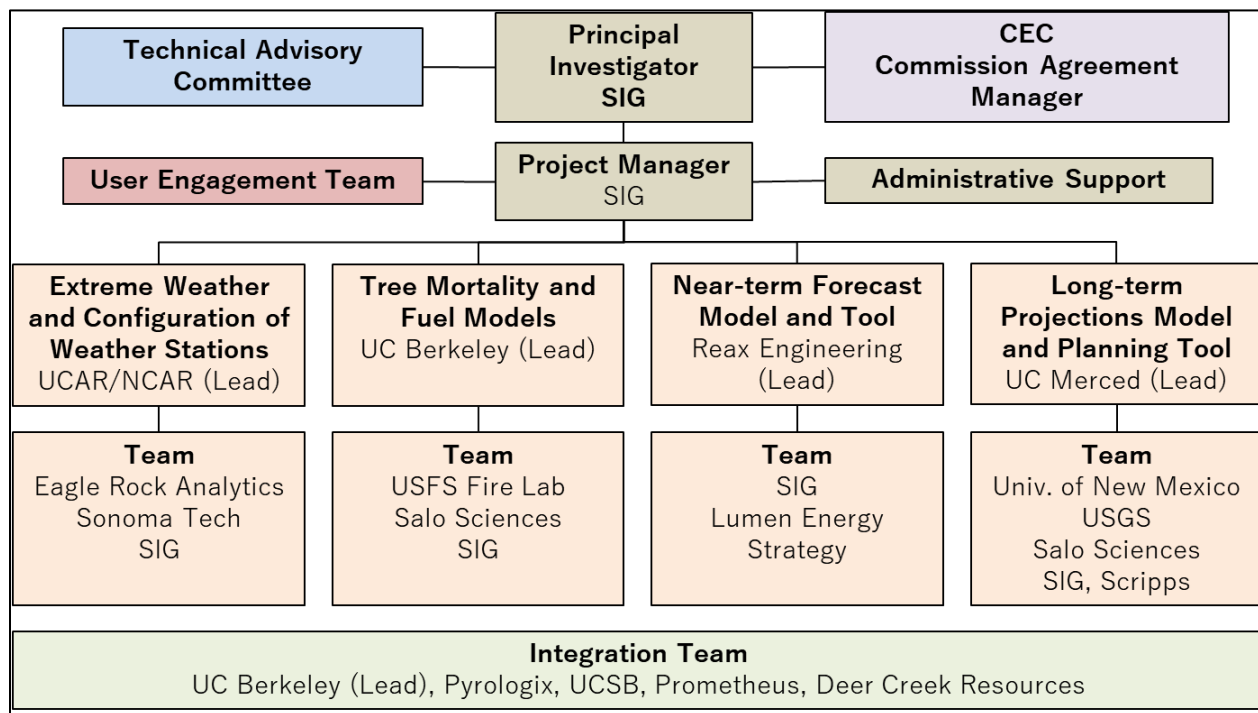 Technical Advisory
Committee
Principal
Investigator
SIG
CEC
Commission Agreement
Manager
User Engagement Team
Project Manager
SIG
Administrative Support
Extreme Weather
and Configuration of
Weather Stations
UCAR/NCAR (Lead)
Tree Mortality and
Fuel Models
UC Berkeley (Lead)
Near-term Forecast
Model and Tool
Reax Engineering
(Lead)
Long-term
Projections Model
and Planning Tool
UC Merced (Lead)
Team
Eagle Rock Analytics
Sonoma Tech
SIG
Team
USFS Fire Lab
Salo Sciences
SIG
Team
SIG
Lumen Energy
Strategy
Team
Univ. of New Mexico
USGS
Salo Sciences
SIG, Scripps
Integration Team
UC Berkeley (Lead), Pyrologix, UCSB, Prometheus, Deer Creek Resources